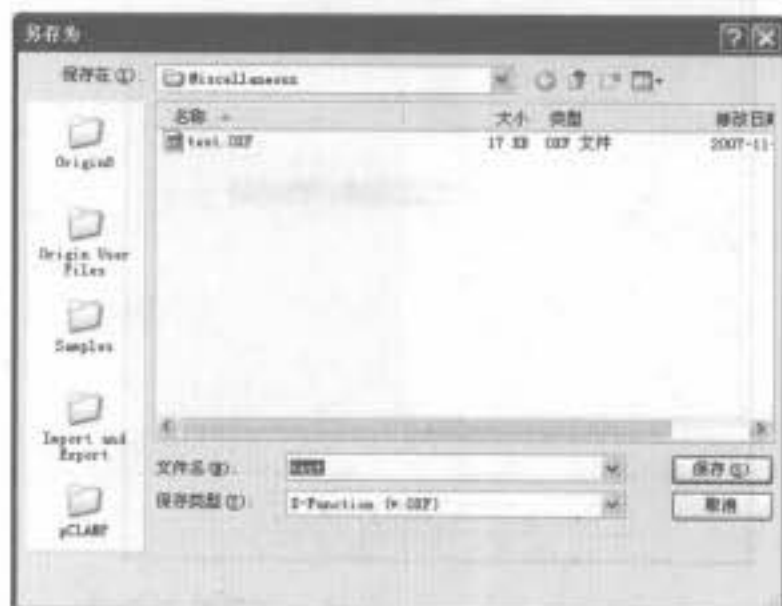 另存为
保存在(I):
Miscellaneous
名称 大小 类型 修改日期
test.OXF 17 KB OXF 文件 2007-11-
Origin8
Origin User
Files
Samples
Import and
Export
pCLAMP
文件名(N):
保存(S)
保存类型(T):
X-Function (*.OXF)
取消